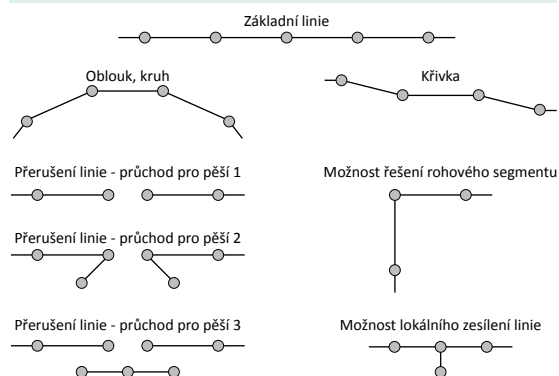 Základní linie
Oblouk, kruh
Křivka
Přerušení linie - průchod pro pěší 1
Možnost řešení rohového segmentu
Přerušení linie - průchod pro pěší 2
Přerušení linie - průchod pro pěší 3
Možnost lokálního zesílení linie